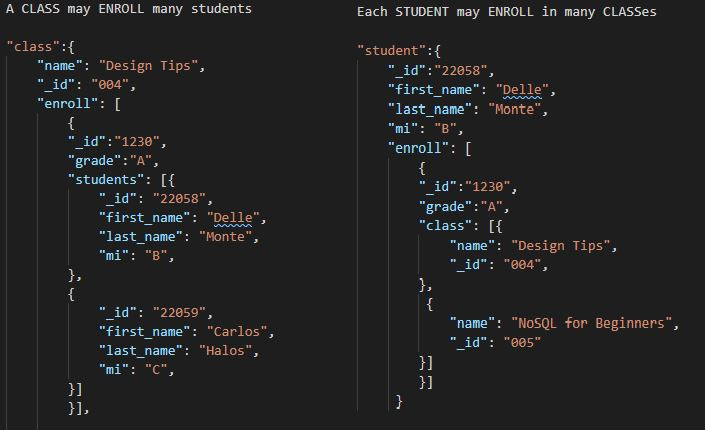 A CLASS may ENROLL many students
"class":{
"name": "Design Tips",
"_id": "004",
"enroll": [
{
"_id":"1230",
"grade":"A",
"students": [{
"_id": "22058",
"first_name": "Delle",
"last_name": "Monte",
"mi": "B",
},
{
"_id": "22059",
"first_name": "Carlos",
"last_name": "Halos",
"mi": "C",
}]
}],
Each STUDENT may ENROLL in many CLASSes
"student":{
"_id":"22058",
"first_name": "Delle",
"last_name": "Monte",
"mi": "B",
"enroll": [
{
"_id":"1230",
"grade":"A",
"class": [{
"name": "Design Tips",
"_id": "004",
},
{
"name": "NoSQL for Beginners",
"_id": "005"
}]
}]
}